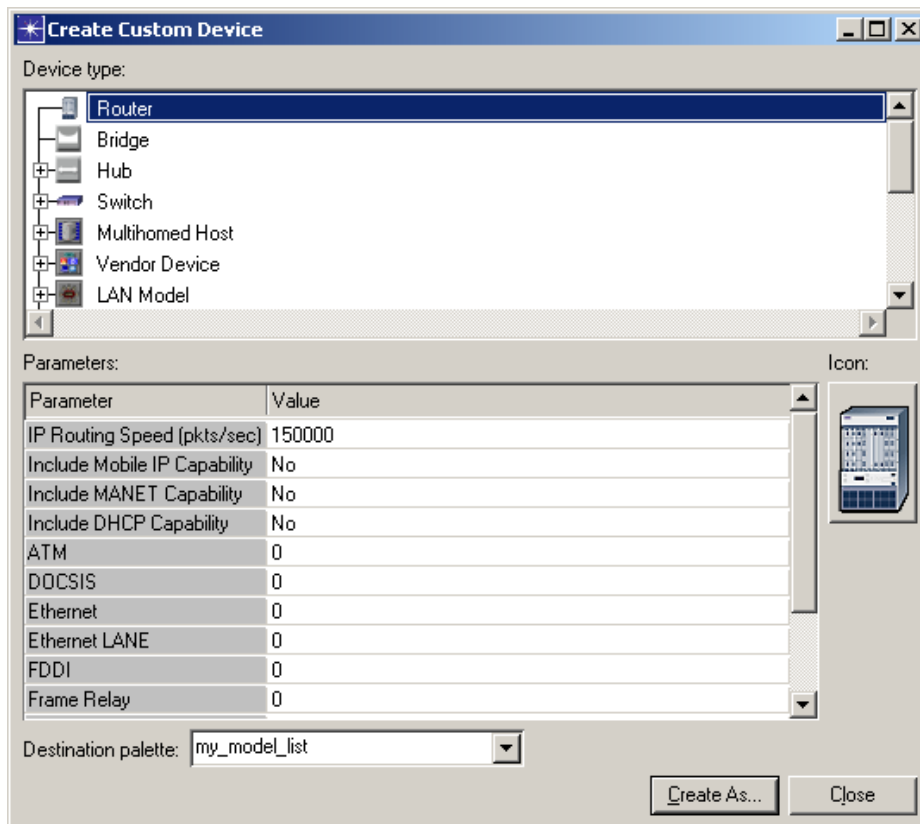 Create Custom Device
Device type:
Router
Bridge
Hub
Switch
Multihomed Host
Vendor Device
LAN Model
Parameters:
Icon:
Parameter Value
IP Routing Speed (pkts/sec) 150000
Include Mobile IP Capability No
Include MANET Capability No
Include DHCP Capability No
ATM 0
DOCSIS 0
Ethernet 0
Ethernet LANE 0
FDDI 0
Frame Relay 0
Destination palette: my_model_list
Create As... Close